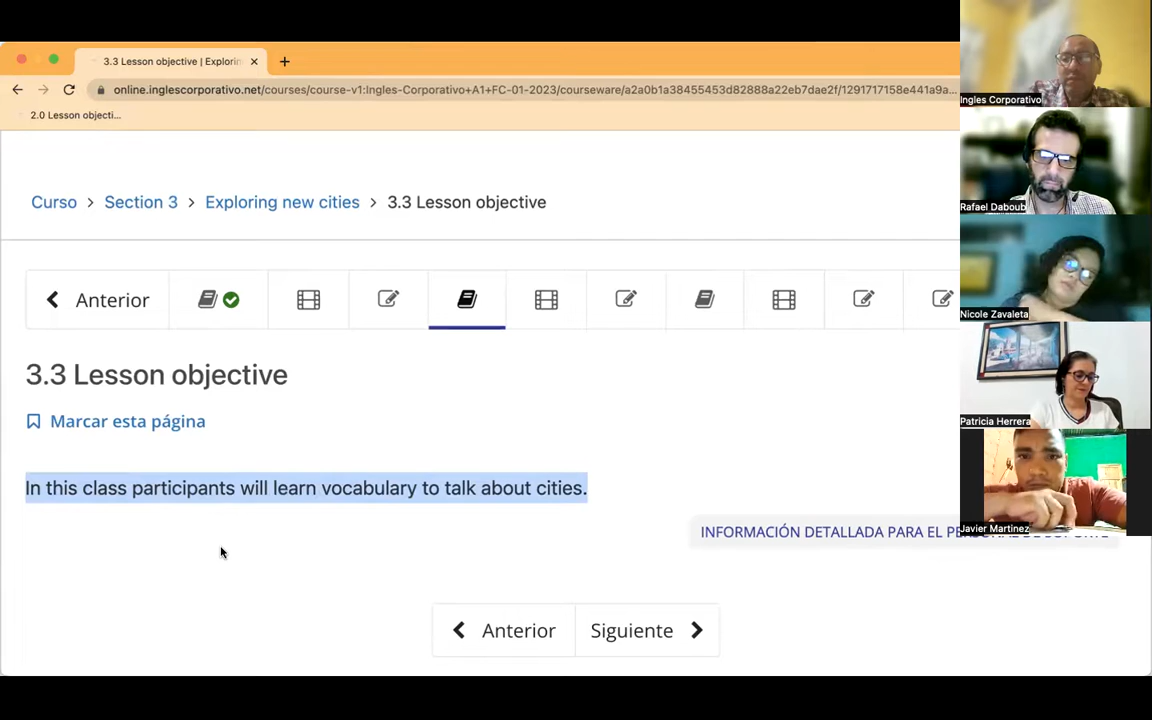 3.3 Lesson objective | Explorin
online.inglescorporativo.net/courses/course-v1:Ingles-Corporativo+A1+FC-01-2023/courseware/a2a0b1a38455453d82888a22eb7dae2f/1291717158e441a9a...
2.0 Lesson objecti...
Curso > Section 3 > Exploring new cities > 3.3 Lesson objective
Anterior
3.3 Lesson objective
Marcar esta página
In this class participants will learn vocabulary to talk about cities.
INFORMACIÓN DETALLADA PARA EL
Anterior
Siguiente
Ingles Corporativo
Rafael Daboub
Nicole Zavaleta
Patricia Herrera
Javier Martinez